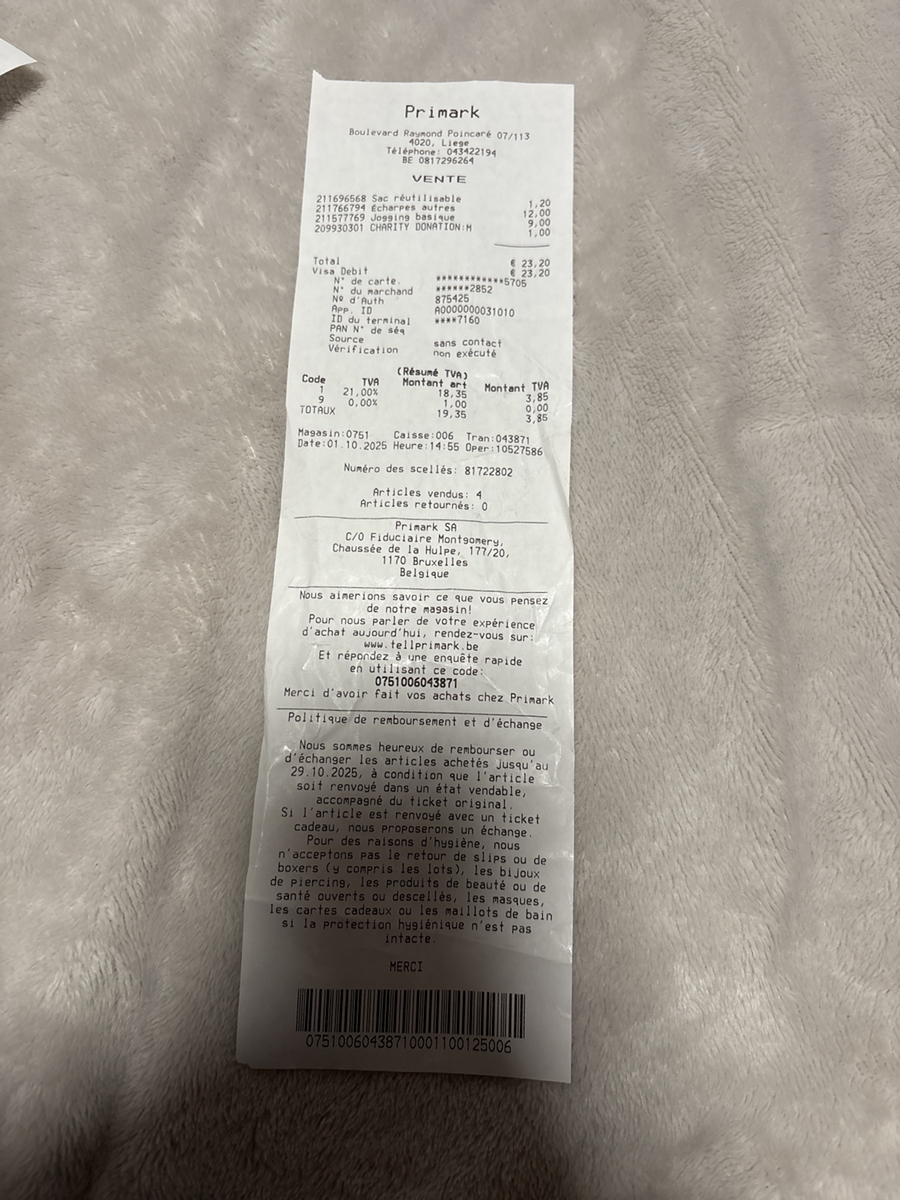 Primark
Boulevard Raymond Poincaré 07/113
4020, Liege
Téléphone: 043422194
BE 0817296264
VENTE
211696568 Sac réutilisable 1,20
211766794 Écharpes autres 12,00
211577769 Jogging basique 9,00
209930301 CHARITY DONATION:M 1,00
Total € 23,20
Visa Debit € 23,20
N° de carte. ************5705
N° du marchand ******2852
Nº d'Auth 875425
App. ID A0000000031010
ID du terminal ****7160
PAN N° de séq
Source sans contact
Vérification non exécuté
(Résumé TVA)
Code TVA Montant art Montant TVA
1 21,00% 18,35 3,85
9 0,00% 1,00 0,00
TOTAUX 19,35 3,85
Magasin:0751 Caisse:006 Tran:043871
Date:01.10.2025 Heure:14:55 Oper:10527586
Numéro des scellés: 81722802
Articles vendus: 4
Articles retournés: 0
Primark SA
C/O Fiduciaire Montgomery,
Chaussée de la Hulpe, 177/20,
1170 Bruxelles
Belgique
Nous aimerions savoir ce que vous pensez
de notre magasin!
Pour nous parler de votre expérience
d'achat aujourd'hui, rendez-vous sur:
www.tellprimark.be
Et répondez à une enquête rapide
en utilisant ce code:
0751006043871
Merci d'avoir fait vos achats chez Primark
Politique de remboursement et d'échange
Nous sommes heureux de rembourser ou
d'échanger les articles achetés jusqu'au
29.10.2025, à condition que l'article
soit renvoyé dans un état vendable,
accompagné du ticket original.
Si l'article est renvoyé avec un ticket
cadeau, nous proposerons un échange.
Pour des raisons d'hygiène, nous
n'acceptons pas le retour de slips ou de
boxers (y compris les lots), les bijoux
de piercing, les produits de beauté ou de
santé ouverts ou descellés, les masques,
les cartes cadeaux ou les maillots de bain
si la protection hygiénique n'est pas
intacte.
MERCI
07510060438710001100125006